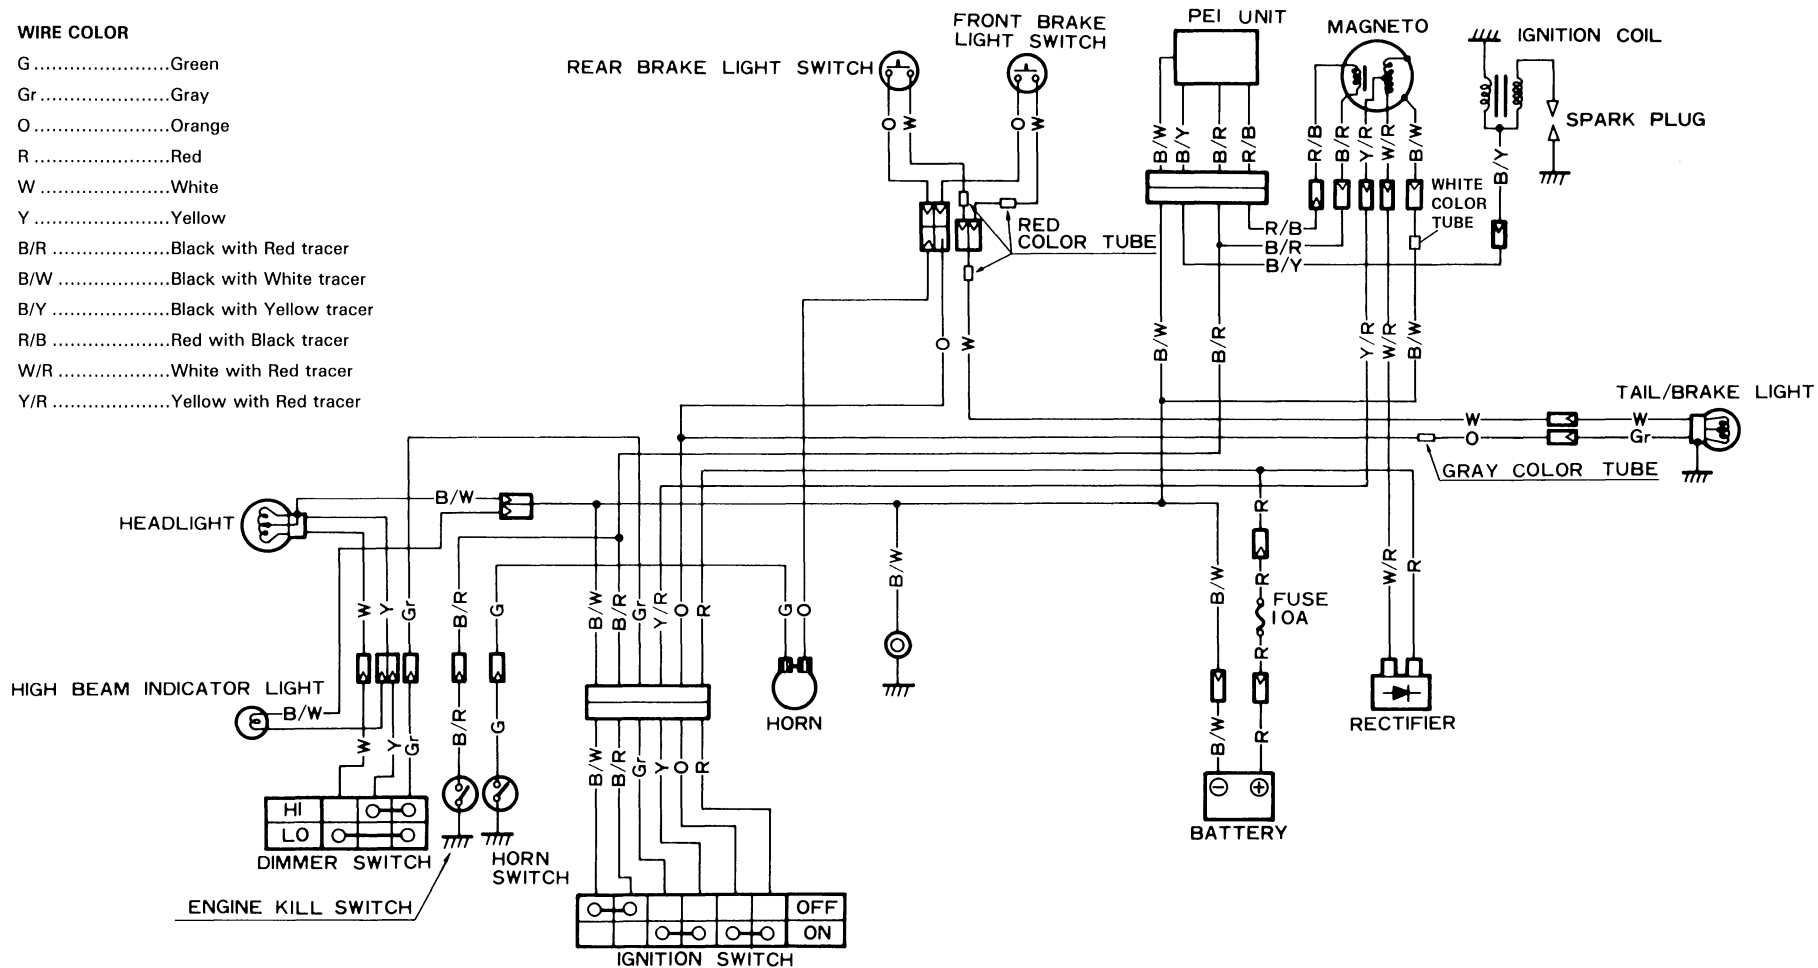 WIRE COLOR
G.......................Green
Gr......................Gray
O.......................Orange
R.......................Red
W......................White
Y.......................Yellow
B/R....................Black with Red tracer
B/W...................Black with White tracer
B/Y....................Black with Yellow tracer
R/B....................Red with Black tracer
W/R...................White with Red tracer
Y/R....................Yellow with Red tracer
REAR BRAKE LIGHT SWITCH
FRONT BRAKE
LIGHT SWITCH
PEI UNIT
MAGNETO
IGNITION COIL
SPARK PLUG
O
W
O
W
B/W
B/Y
B/R
R/B
R/B
B/R
Y/R
W/R
B/W
B/Y
WHITE
COLOR
TUBE
RED
COLOR TUBE
R/B
B/R
B/Y
O
W
B/W
B/R
Y/R
W/R
B/W
TAIL/BRAKE LIGHT
W
W
O
Gr
GRAY COLOR TUBE
HEADLIGHT
B/W
R
B/W
B/W
R
FUSE
10A
R
W/R
R
W
Y
Gr
B/R
G
B/W
B/R
Gr
Y/R
O
R
G
O
HIGH BEAM INDICATOR LIGHT
B/W
HORN
RECTIFIER
W
Y
Gr
B/R
G
B/W
B/R
Gr
Y
O
R
B/W
R
BATTERY
HI
LO
DIMMER SWITCH
HORN
SWITCH
ENGINE KILL SWITCH
OFF
ON
IGNITION SWITCH